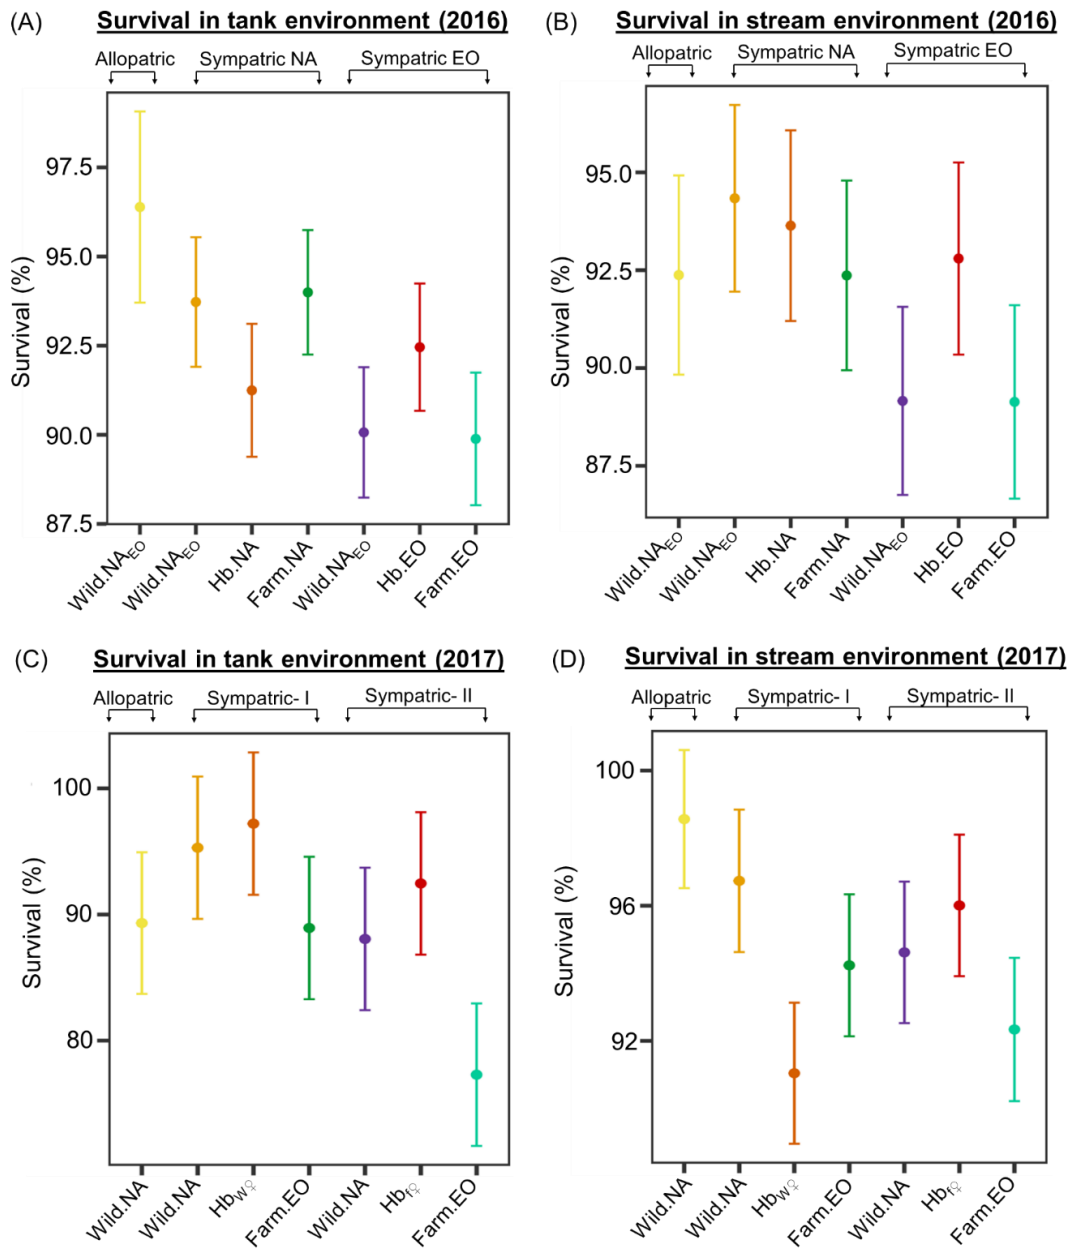 (A) Survival in tank environment (2016)
Allopatric Sympatric NA Sympatric EO
Survival (%)
97.5
95.0
92.5
90.0
87.5
Wild.NAEO Wild.NAEO Hb.NA Farm.NA Wild.NAEO Hb.EO Farm.EO
(B) Survival in stream environment (2016)
Allopatric Sympatric NA Sympatric EO
Survival (%)
95.0
92.5
90.0
87.5
Wild.NAEO Wild.NAEO Hb.NA Farm.NA Wild.NAEO Hb.EO Farm.EO
(C) Survival in tank environment (2017)
Allopatric Sympatric- I Sympatric- II
Survival (%)
100
90
80
Wild.NA Wild.NA HbW♀ Farm.EO Wild.NA Hbf♀ Farm.EO
(D) Survival in stream environment (2017)
Allopatric Sympatric- I Sympatric- II
Survival (%)
100
96
92
Wild.NA Wild.NA HbW♀ Farm.EO Wild.NA Hbf♀ Farm.EO